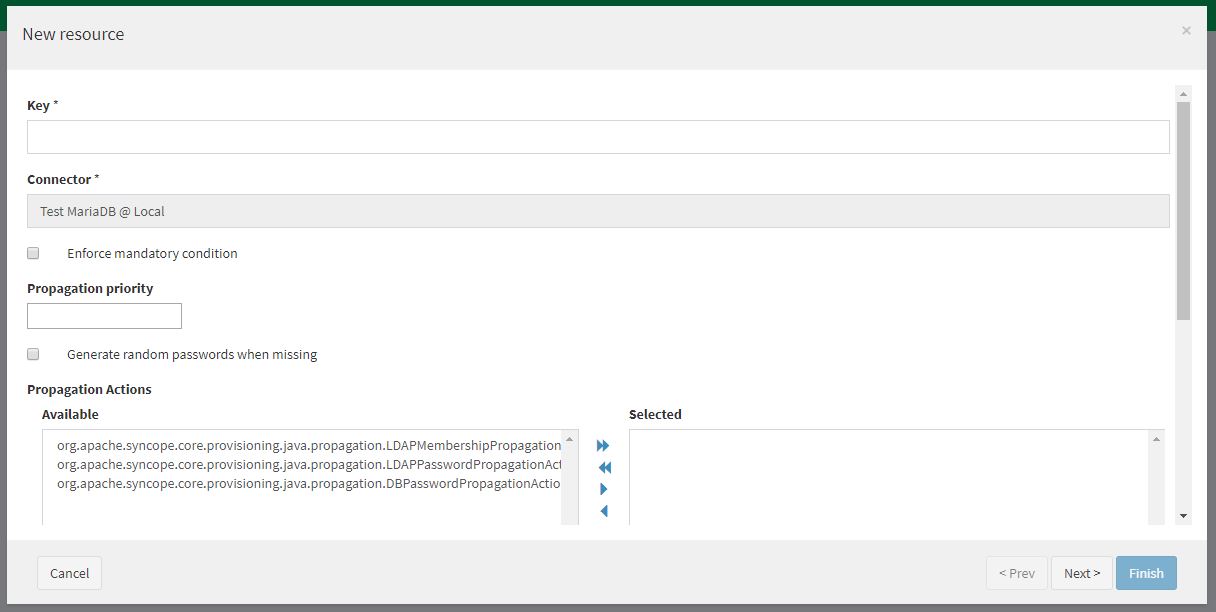 New resource
×
Key *
Connector *
Test MariaDB @ Local
Enforce mandatory condition
Propagation priority
Generate random passwords when missing
Propagation Actions
Available
Selected
org.apache.syncope.core.provisioning.java.propagation.LDAPMembershipPropagation
org.apache.syncope.core.provisioning.java.propagation.LDAPPasswordPropagationAct
org.apache.syncope.core.provisioning.java.propagation.DBPasswordPropagationActio
Cancel
< Prev
Next >
Finish